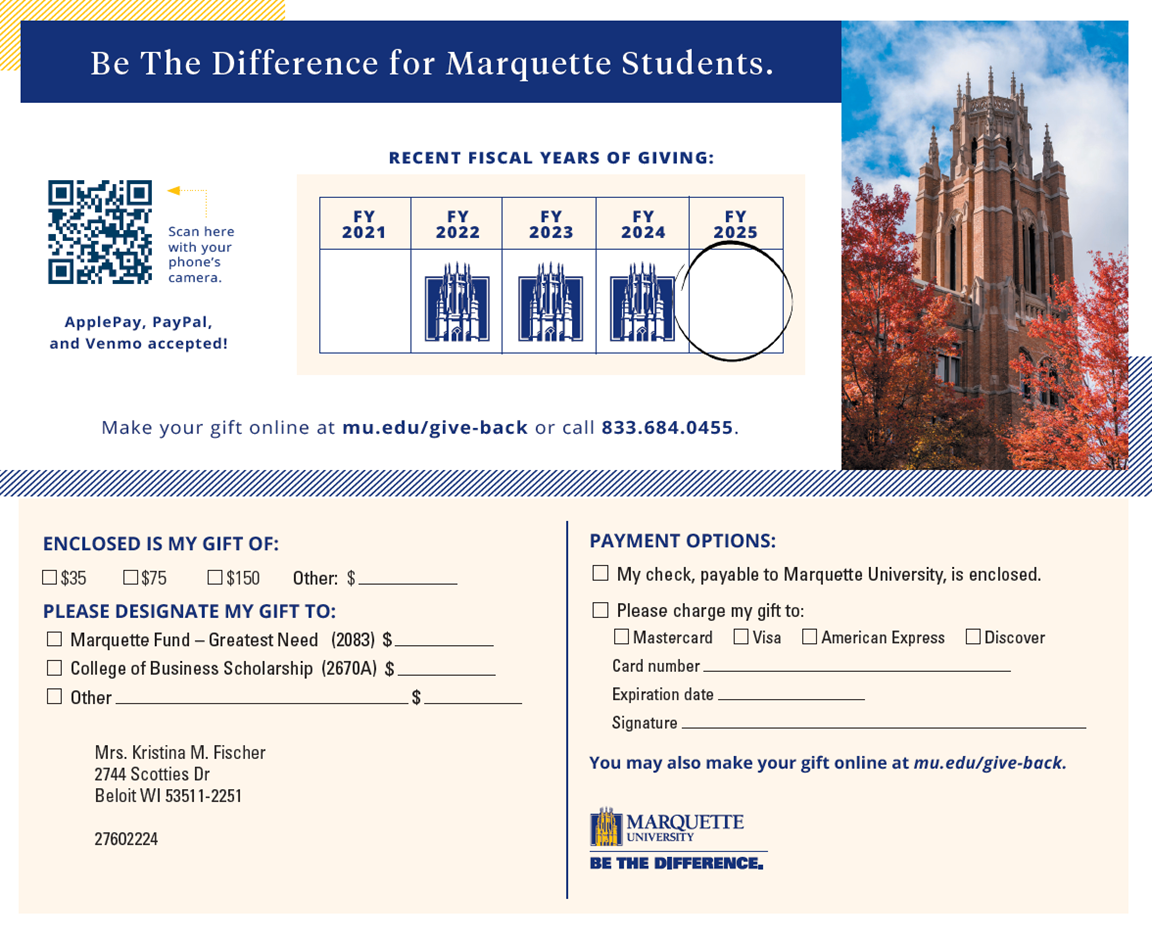 Be The Difference for Marquette Students.
RECENT FISCAL YEARS OF GIVING:
FY 2021
FY 2022
FY 2023
FY 2024
FY 2025
Scan here
with your
phone's
camera.
ApplePay, PayPal,
and Venmo accepted!
Make your gift online at mu.edu/give-back or call 833.684.0455.
ENCLOSED IS MY GIFT OF:
$35 $75 $150 Other: $
PLEASE DESIGNATE MY GIFT TO:
Marquette Fund – Greatest Need (2083) $
College of Business Scholarship (2670A) $
Other $
Mrs. Kristina M. Fischer
2744 Scotties Dr
Beloit WI 53511-2251
27602224
PAYMENT OPTIONS:
My check, payable to Marquette University, is enclosed.
Please charge my gift to:
Mastercard Visa American Express Discover
Card number
Expiration date
Signature
You may also make your gift online at mu.edu/give-back.
MARQUETTE
UNIVERSITY
BE THE DIFFERENCE.